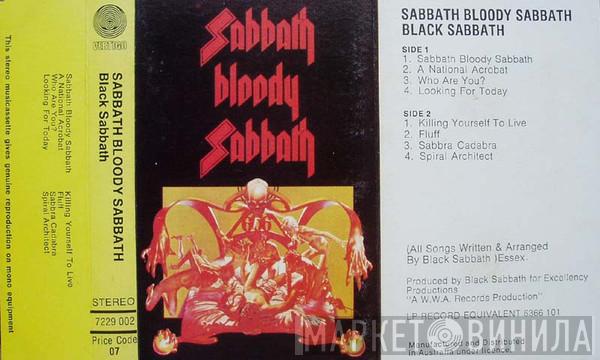 This stereo musicassette gives genuine reproduction on mono equipment
VERTIGO
SABBATH BLOODY SABBATH
Black Sabbath
Sabbath Bloody Sabbath
A National Acrobat
Who Are You?
Looking For Today
Killing Yourself To Live
Fluff
Sabbra Cadabra
Spiral Architect
STEREO
7229 002
Price Code
07
Sabbath
bloody
Sabbath
SABBATH BLOODY SABBATH
BLACK SABBATH
SIDE 1
1. Sabbath Bloody Sabbath
2. A National Acrobat
3. Who Are You?
4. Looking For Today
SIDE 2
1. Killing Yourself To Live
2. Fluff
3. Sabbra Cadabra
4. Spiral Architect
(All Songs Written & Arranged
By Black Sabbath )Essex.
Produced by Black Sabbath for Excellency
Productions
"A W.W.A. Records Production"
LP RECORD EQUIVALENT 6366 101
Manufactured and Distributed
In Australia under licence
МАРКЕТ ВИНИЛА